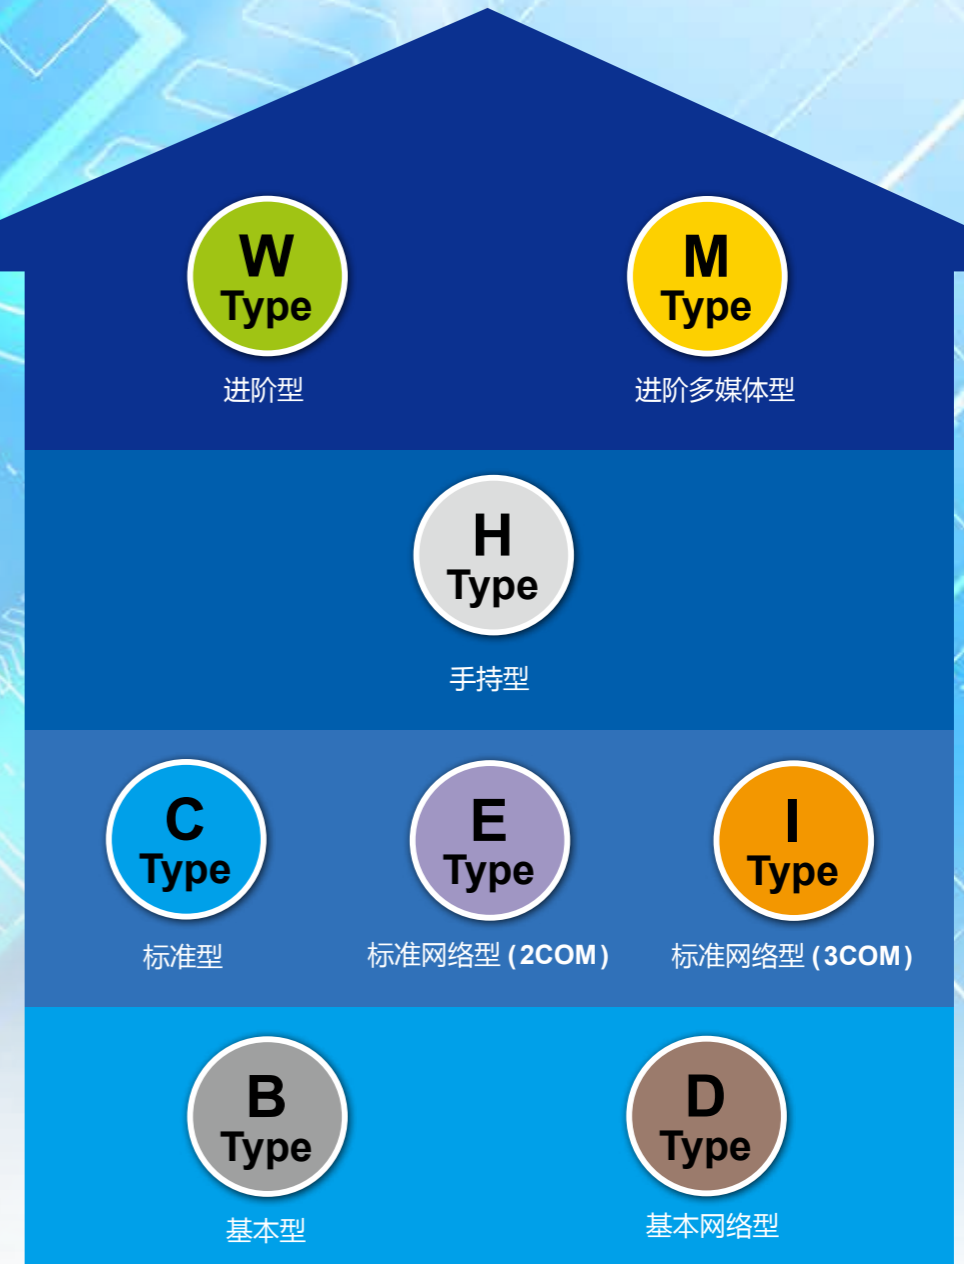 W
Type
进阶型
M
Type
进阶多媒体型
H
Type
手持型
C
Type
标准型
E
Type
标准网络型 (2COM)
I
Type
标准网络型 (3COM)
B
Type
基本型
D
Type
基本网络型